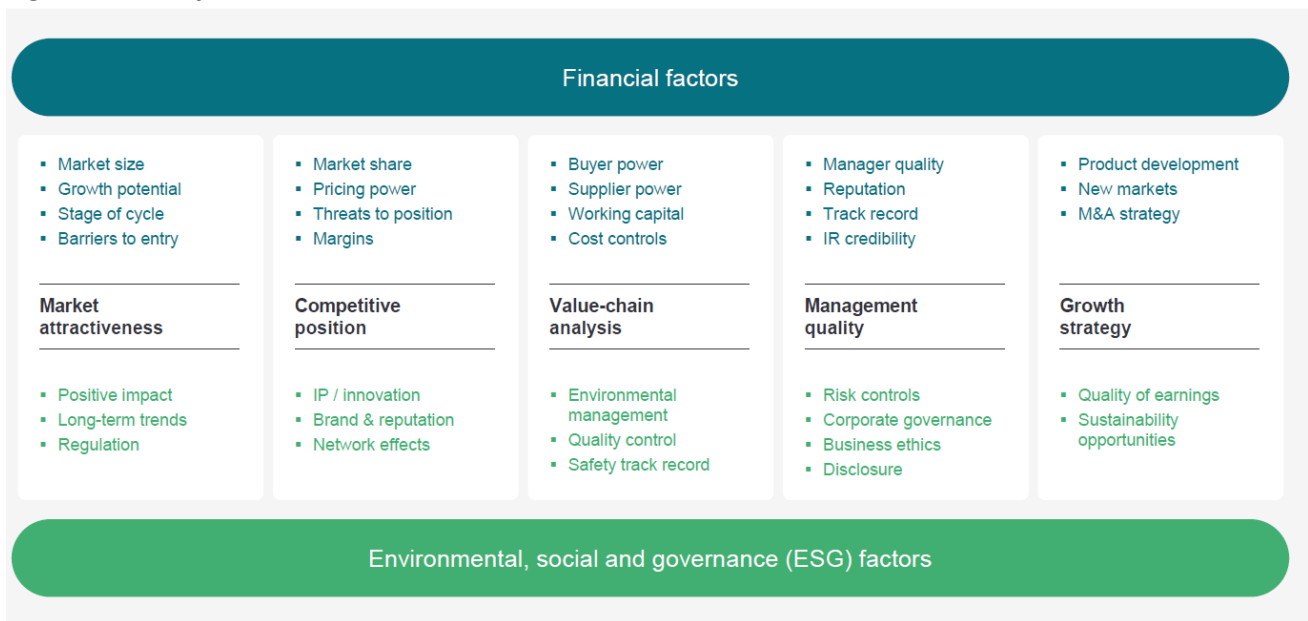 Financial factors
▪ Market size
▪ Growth potential
▪ Stage of cycle
▪ Barriers to entry
Market
attractiveness
▪ Positive impact
▪ Long-term trends
▪ Regulation
▪ Market share
▪ Pricing power
▪ Threats to position
▪ Margins
Competitive
position
▪ IP / innovation
▪ Brand & reputation
▪ Network effects
▪ Buyer power
▪ Supplier power
▪ Working capital
▪ Cost controls
Value-chain
analysis
▪ Environmental
management
▪ Quality control
▪ Safety track record
▪ Manager quality
▪ Reputation
▪ Track record
▪ IR credibility
Management
quality
▪ Risk controls
▪ Corporate governance
▪ Business ethics
▪ Disclosure
▪ Product development
▪ New markets
▪ M&A strategy
Growth
strategy
▪ Quality of earnings
▪ Sustainability
opportunities
Environmental, social and governance (ESG) factors